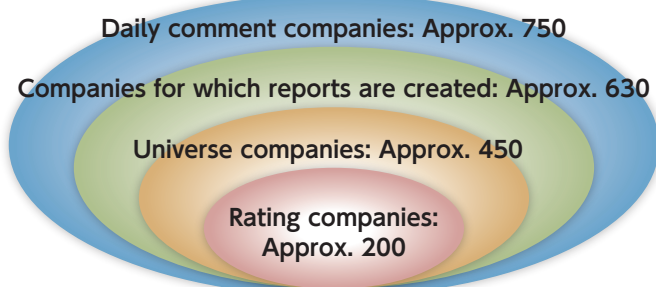 Daily comment companies: Approx. 750
Companies for which reports are created: Approx. 630
Universe companies: Approx. 450
Rating companies:
Approx. 200